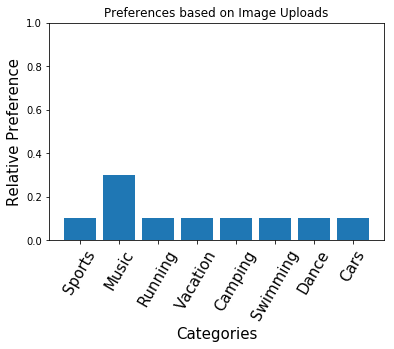 Preferences based on Image Uploads
Relative Preference
1.0
0.8
0.6
0.4
0.2
0.0
Sports
Music
Running
Vacation
Camping
Swimming
Dance
Cars
Categories